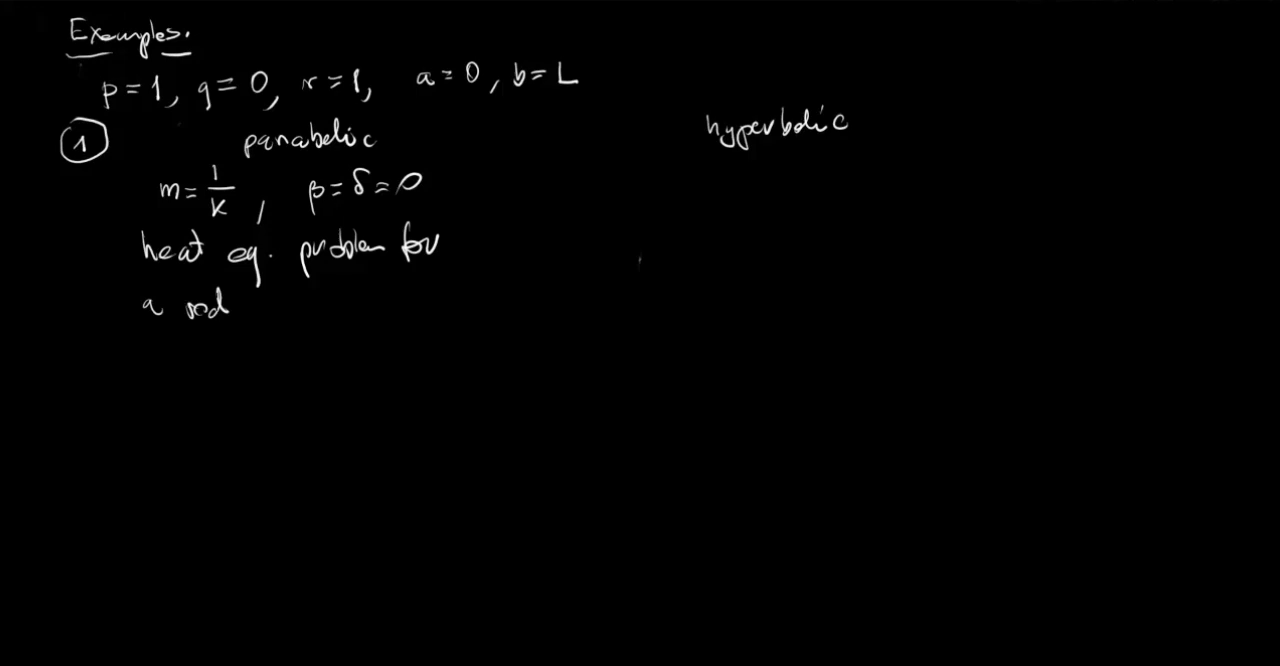 Examples.
p = 1, q = 0, r = 1, a = 0, b = L
① parabolic
hyperbolic
m = 1/K, β = δ = 0
heat eq. problem for
a rod